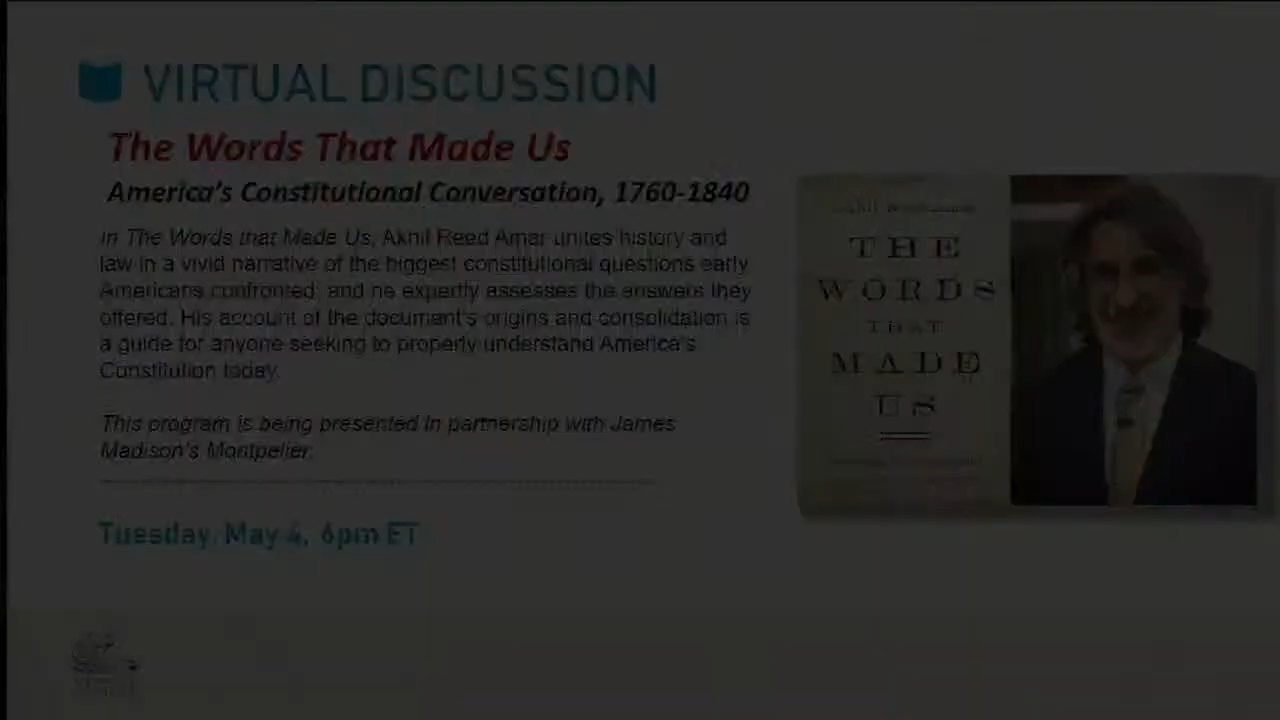 VIRTUAL DISCUSSION
The Words That Made Us
America's Constitutional Conversation, 1760-1840
In The Words that Made Us, Akhil Reed Amar unites history and
law in a vivid narrative of the biggest constitutional questions early
Americans confronted, and he expertly assesses the answers they
offered. His account of the document's origins and consolidation is
a guide for anyone seeking to properly understand America's
Constitution today.
This program is being presented in partnership with James
Madison's Montpelier.
Tuesday, May 4, 6pm ET
THE
WORDS
THAT
MADE
US